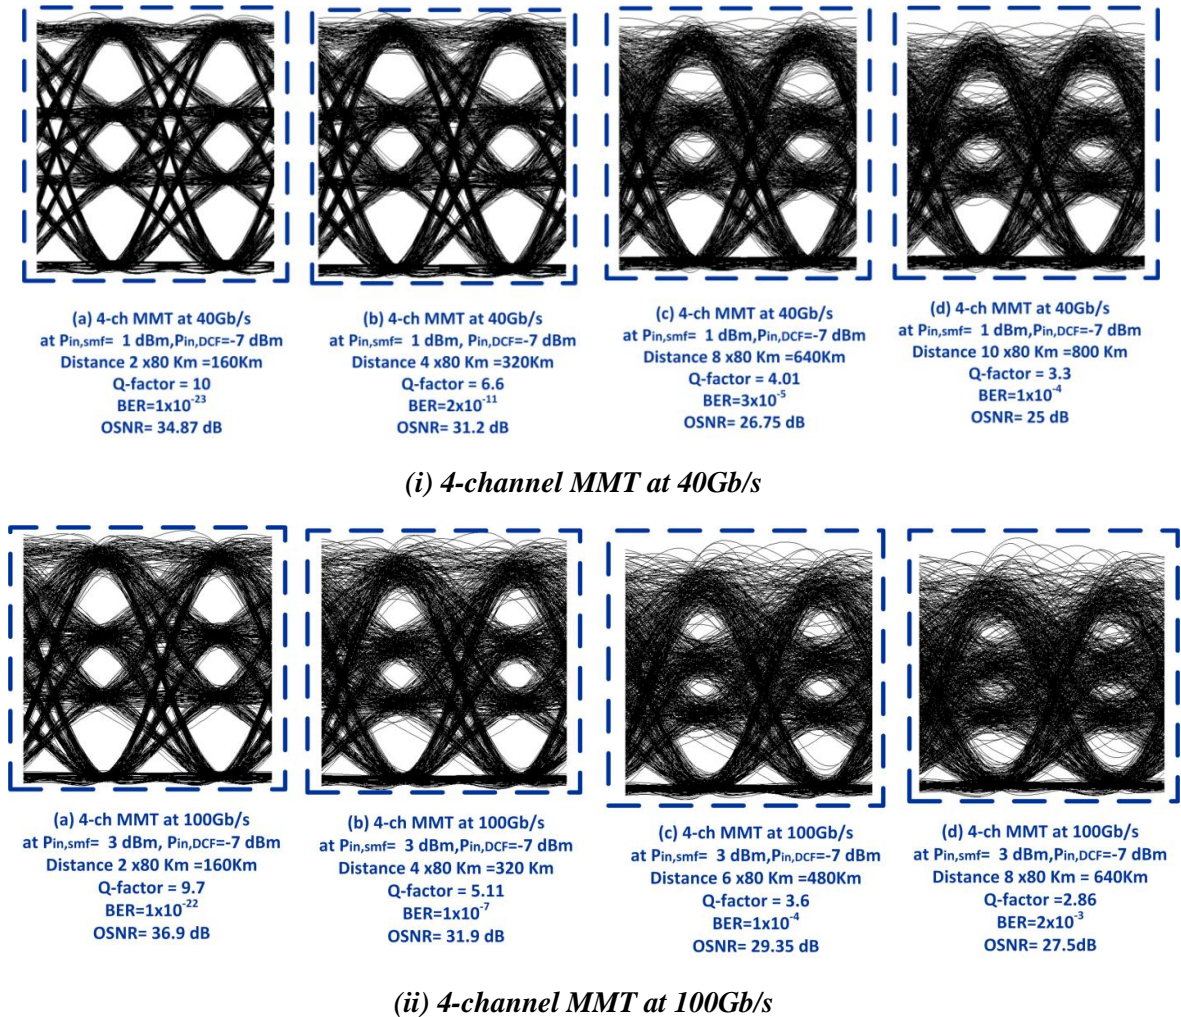 (a) 4-ch MMT at 40Gb/s
at Pin,smf= 1 dBm,Pin,DCF=-7 dBm
Distance 2 x80 Km =160Km
Q-factor = 10
BER=1x10⁻²³
OSNR= 34.87 dB
(b) 4-ch MMT at 40Gb/s
at Pin,smf= 1 dBm, Pin,DCF=-7 dBm
Distance 4 x80 Km =320Km
Q-factor = 6.6
BER=2x10⁻¹¹
OSNR= 31.2 dB
(c) 4-ch MMT at 40Gb/s
at Pin,smf= 1 dBm,Pin,DCF=-7 dBm
Distance 8 x80 Km =640Km
Q-factor = 4.01
BER=3x10⁻⁵
OSNR= 26.75 dB
(d) 4-ch MMT at 40Gb/s
at Pin,smf= 1 dBm,Pin,DCF=-7 dBm
Distance 10 x80 Km =800 Km
Q-factor = 3.3
BER=1x10⁻⁴
OSNR= 25 dB
(i) 4-channel MMT at 40Gb/s
(a) 4-ch MMT at 100Gb/s
at Pin,smf= 3 dBm, Pin,DCF=-7 dBm
Distance 2 x80 Km =160Km
Q-factor = 9.7
BER=1x10⁻²²
OSNR= 36.9 dB
(b) 4-ch MMT at 100Gb/s
at Pin,smf= 3 dBm,Pin,DCF=-7 dBm
Distance 4 x80 Km =320 Km
Q-factor = 5.11
BER=1x10⁻⁷
OSNR= 31.9 dB
(c) 4-ch MMT at 100Gb/s
at Pin,smf= 3 dBm,Pin,DCF=-7 dBm
Distance 6 x80 Km =480Km
Q-factor = 3.6
BER=1x10⁻⁴
OSNR= 29.35 dB
(d) 4-ch MMT at 100Gb/s
at Pin,smf= 3 dBm,Pin,DCF=-7 dBm
Distance 8 x80 Km = 640Km
Q-factor =2.86
BER=2x10⁻³
OSNR= 27.5dB
(ii) 4-channel MMT at 100Gb/s